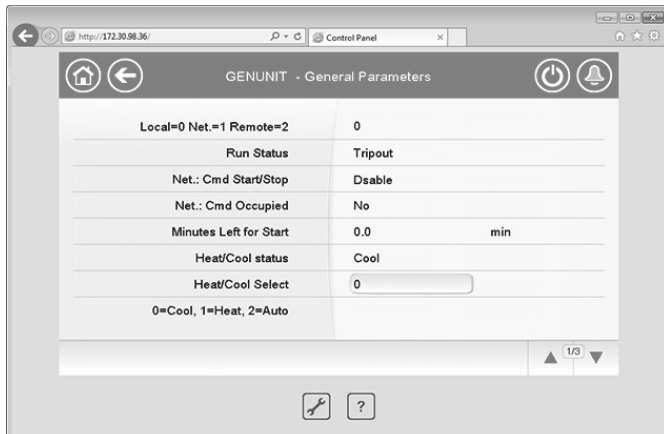 http://172.30.98.36/
Control Panel
GENUNIT - General Parameters
Local=0 Net.=1 Remote=2 0
Run Status Tripout
Net.: Cmd Start/Stop Dsable
Net.: Cmd Occupied No
Minutes Left for Start 0.0 min
Heat/Cool status Cool
Heat/Cool Select 0
0=Cool, 1=Heat, 2=Auto
1/3
?